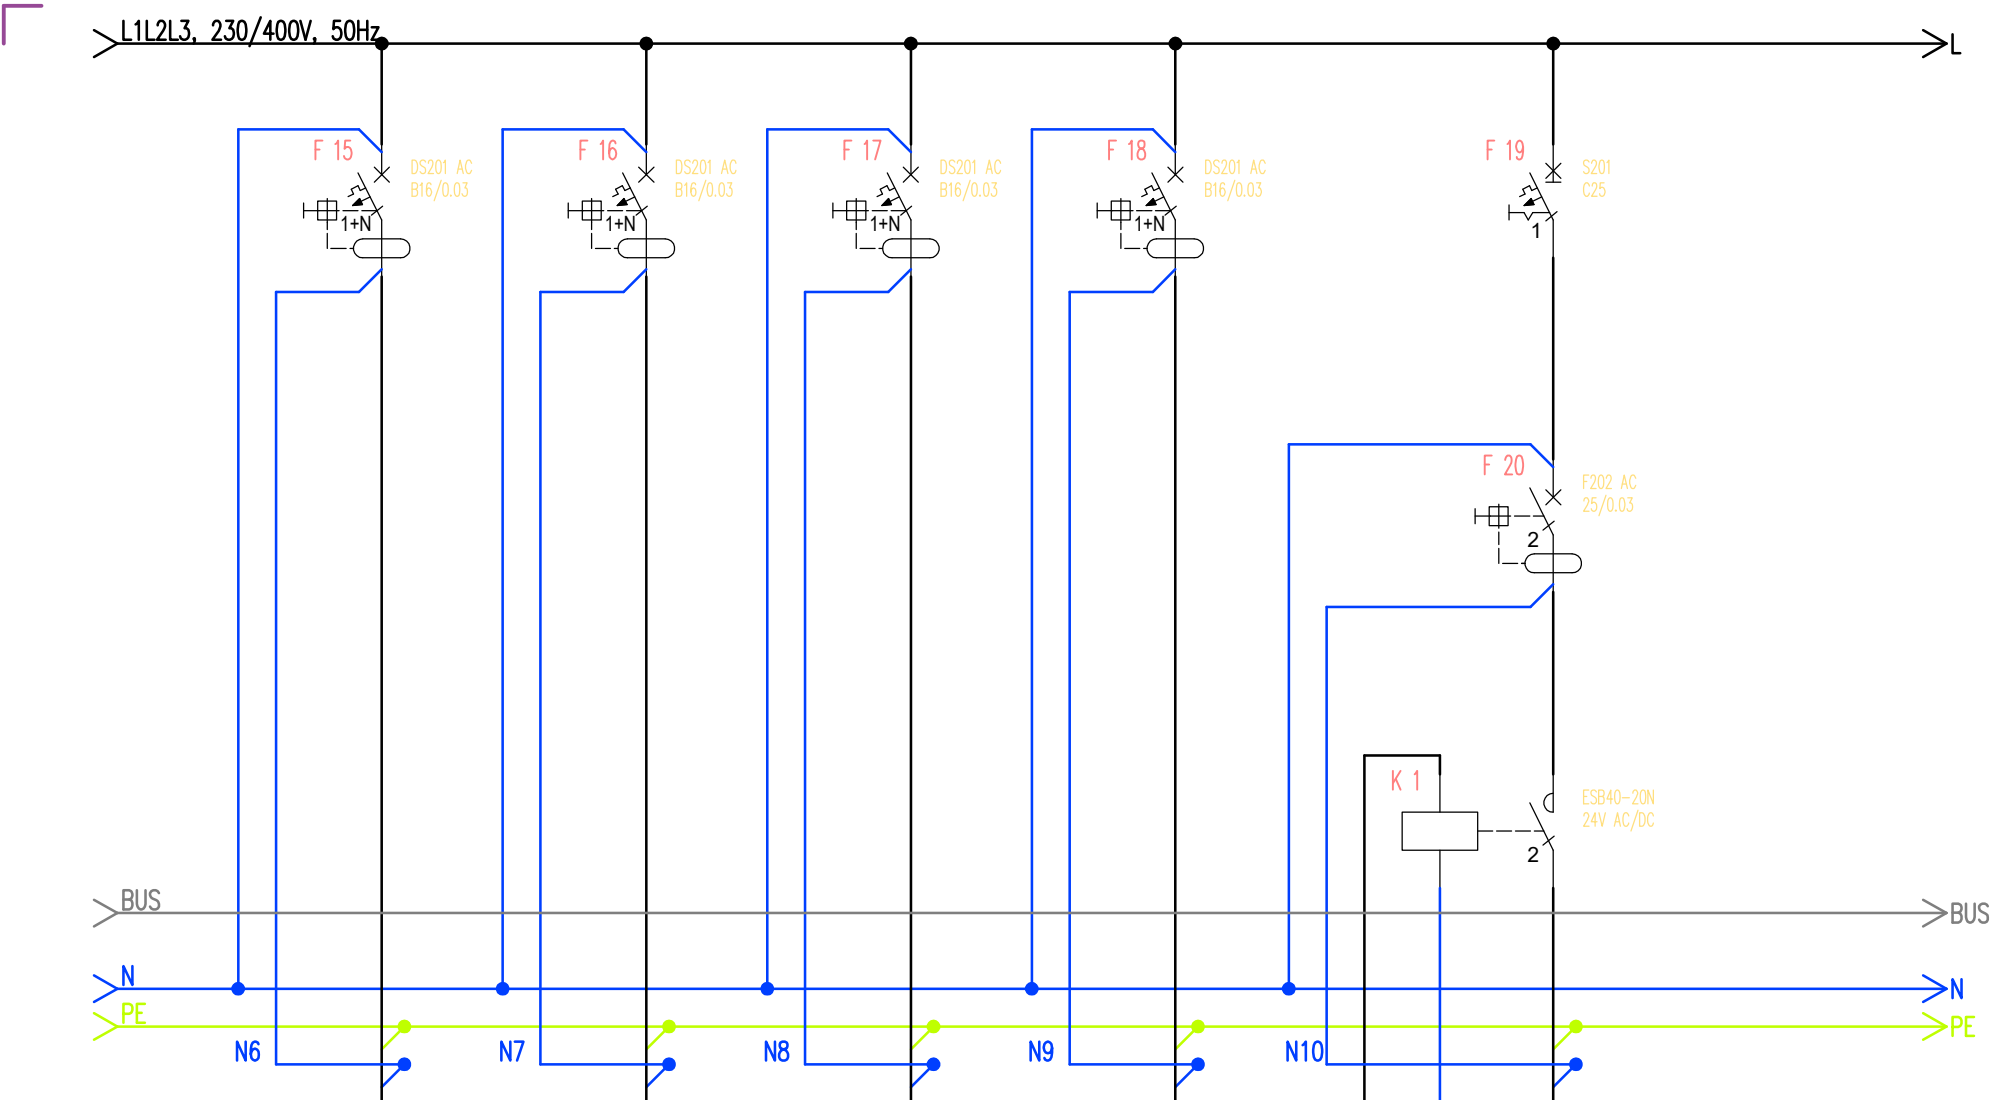 L1L2L3, 230/400V, 50Hz
L
F 15
DS201 AC
B16/0.03
1+N
F 16
DS201 AC
B16/0.03
1+N
F 17
DS201 AC
B16/0.03
1+N
F 18
DS201 AC
B16/0.03
1+N
F 19
S201
C25
1
F 20
F202 AC
25/0.03
2
K 1
ESB40-20N
24V AC/DC
2
BUS
BUS
N
N
PE
PE
N6
N7
N8
N9
N10